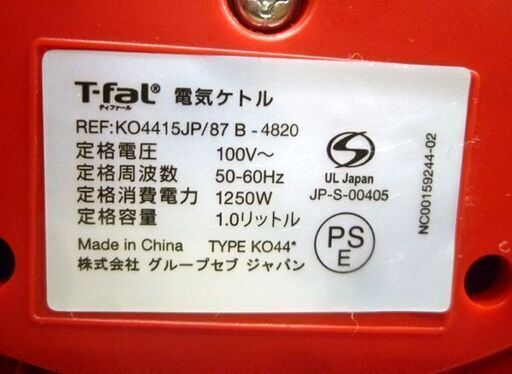 T-fal® 電気ケトル
ティファール
REF:KO4415JP/87 B - 4820
定格電圧 100V〜
定格周波数 50-60Hz
定格消費電力 1250W
定格容量 1.0リットル
Made in China TYPE KO44*
株式会社 グループセブ ジャパン
S
UL Japan
JP-S-00405
PS
E
NC00159244-02